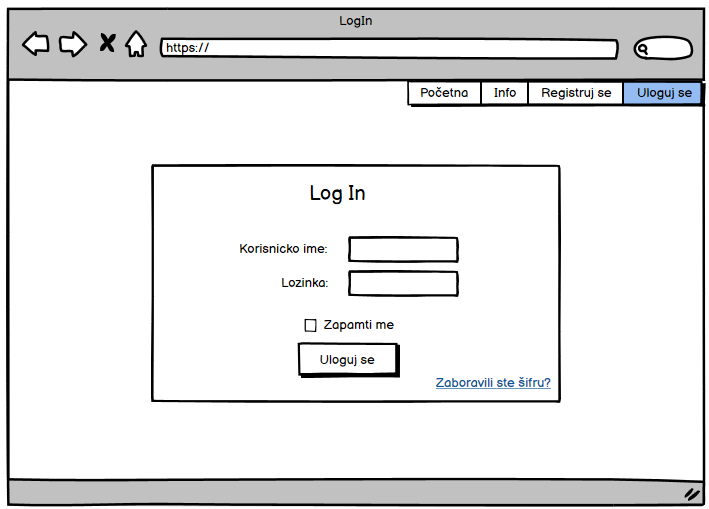 LogIn
https://
Početna Info Registruj se Uloguj se
Log In
Korisnicko ime:
Lozinka:
Zapamti me
Uloguj se
Zaboravili ste šifru?